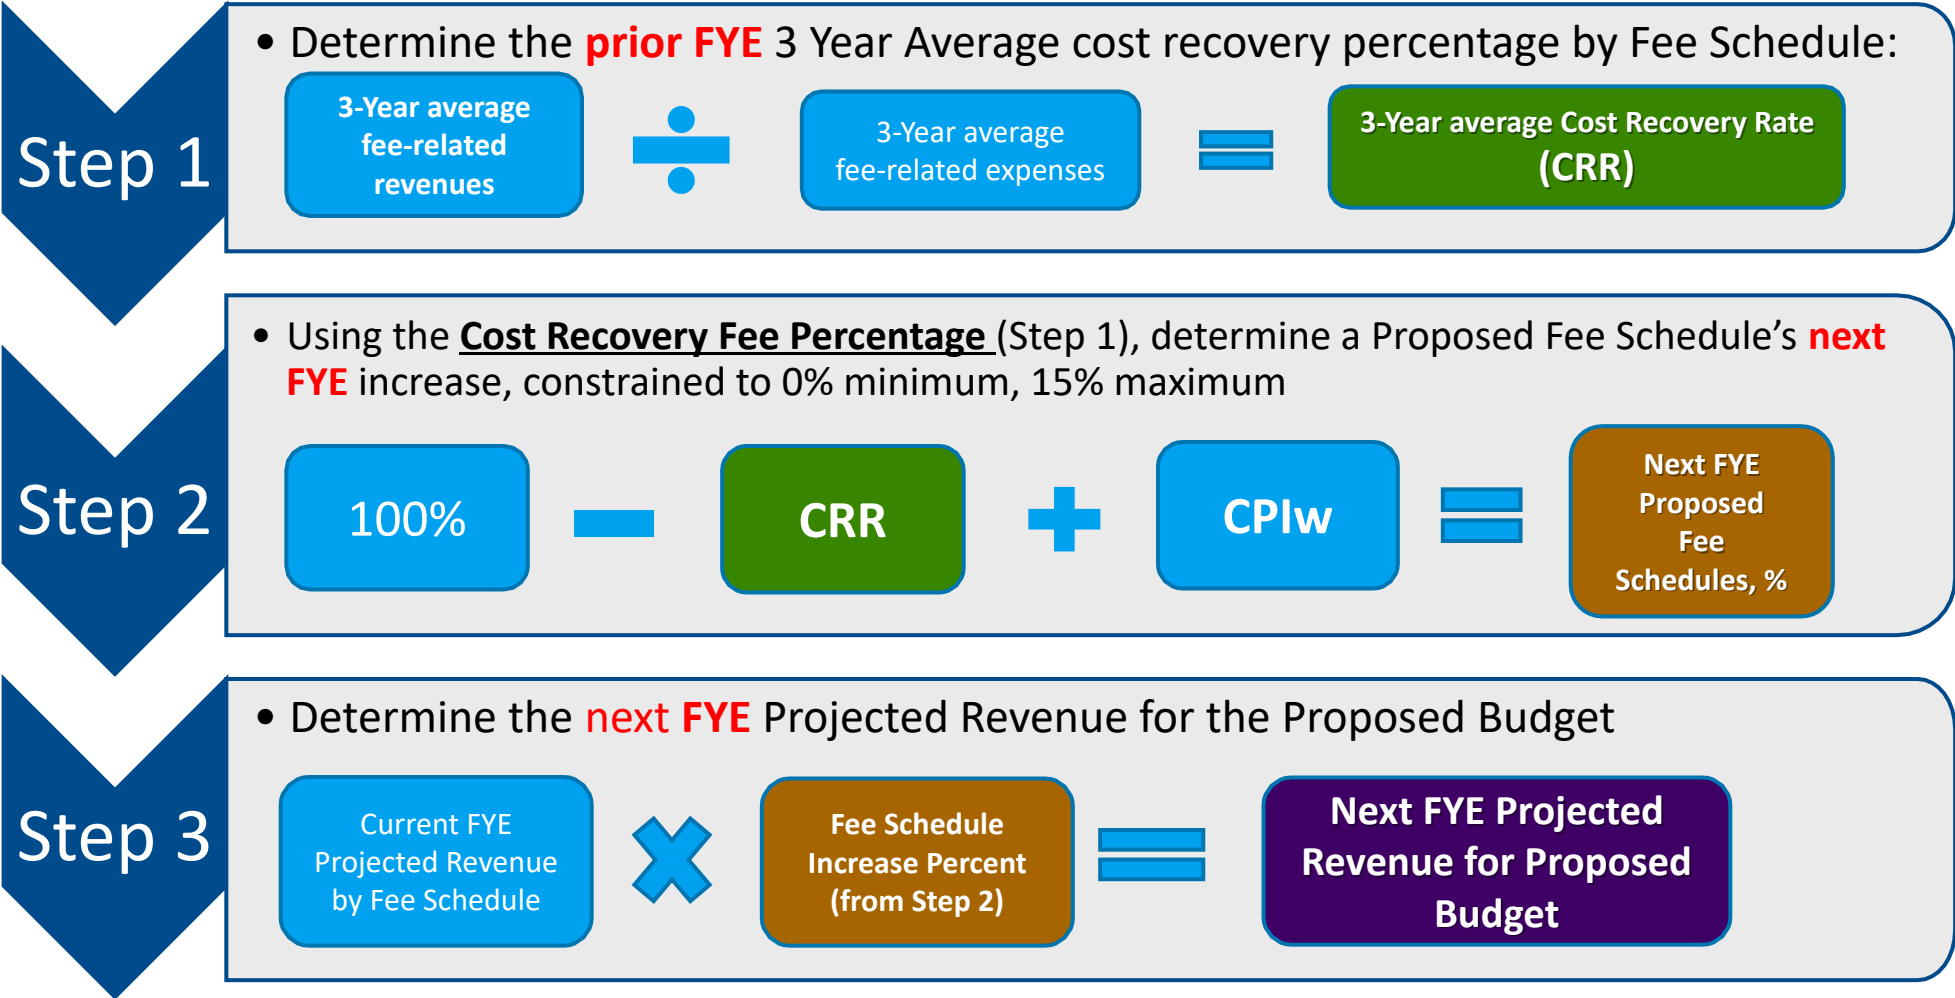 Step 1
• Determine the prior FYE 3 Year Average cost recovery percentage by Fee Schedule:
3-Year average
fee-related
revenues
3-Year average
fee-related expenses
3-Year average Cost Recovery Rate
(CRR)
Step 2
• Using the Cost Recovery Fee Percentage (Step 1), determine a Proposed Fee Schedule’s next
FYE increase, constrained to 0% minimum, 15% maximum
100%
CRR
CPIw
Next FYE
Proposed
Fee
Schedules, %
Step 3
• Determine the next FYE Projected Revenue for the Proposed Budget
Current FYE
Projected Revenue
by Fee Schedule
Fee Schedule
Increase Percent
(from Step 2)
Next FYE Projected
Revenue for Proposed
Budget